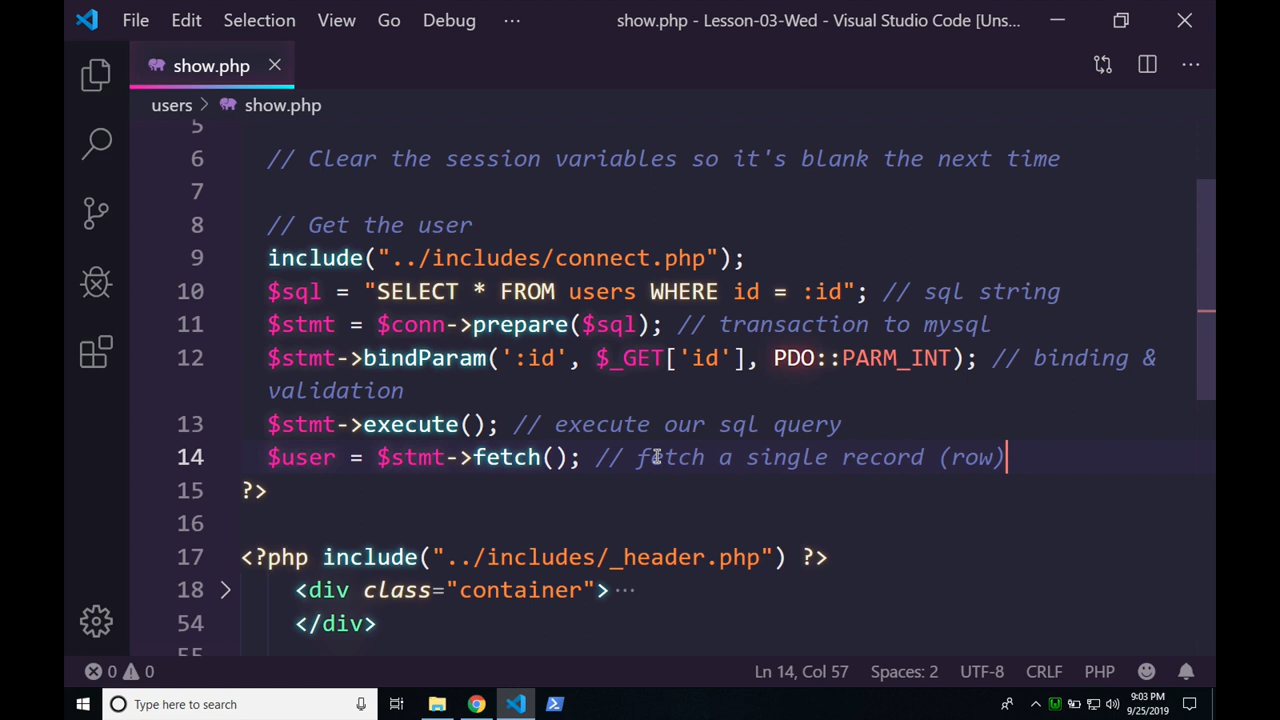 File Edit Selection View Go Debug ··· show.php - Lesson-03-Wed - Visual Studio Code [Uns...
show.php
users > show.php
5
6 // Clear the session variables so it's blank the next time
7
8 // Get the user
9 include("../includes/connect.php");
10 $sql = "SELECT * FROM users WHERE id = :id"; // sql string
11 $stmt = $conn->prepare($sql); // transaction to mysql
12 $stmt->bindParam(':id', $_GET['id'], PDO::PARM_INT); // binding &
validation
13 $stmt->execute(); // execute our sql query
14 $user = $stmt->fetch(); // fetch a single record (row)
15 ?>
16
17 <?php include("../includes/_header.php") ?>
18 <div class="container">···
54 </div>
55
0 0 Ln 14, Col 57 Spaces: 2 UTF-8 CRLF PHP
Type here to search
9:03 PM
9/25/2019